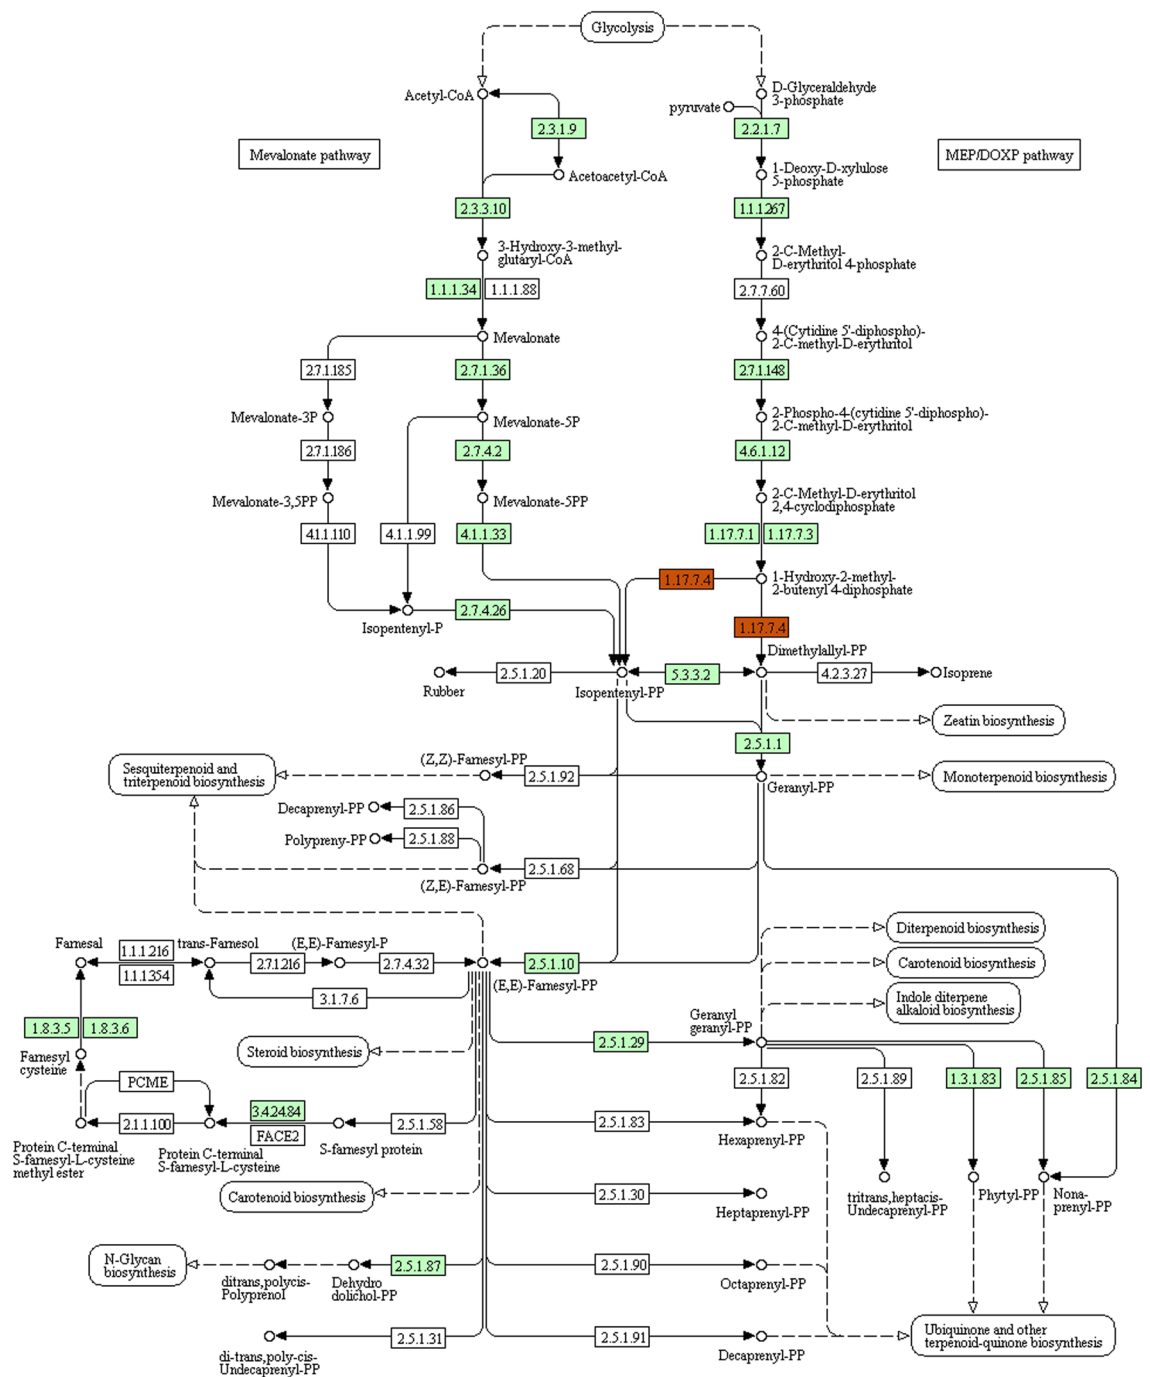 Glycolysis
Acetyl-CoA
D-Glyceraldehyde
3-phosphate
pyruvate
2.3.1.9
2.2.1.7
Mevalonate pathway
MEP/DOXP pathway
Acetoacetyl-CoA
1-Deoxy-D-xylulose
5-phosphate
2.3.3.10
1.1.1.267
3-Hydroxy-3-methyl-
glutaryl-CoA
2-C-Methyl-
D-erythritol 4-phosphate
1.1.1.34
1.1.1.88
2.7.7.60
Mevalonate
4-(Cytidine 5'-diphospho)-
2-C-methyl-D-erythritol
2.7.1.185
2.7.1.36
2.7.1.148
Mevalonate-3P
Mevalonate-5P
2-Phospho-4-(cytidine 5'-diphospho)-
2-C-methyl-D-erythritol
2.7.1.186
2.7.4.2
4.6.1.12
Mevalonate-3,5PP
Mevalonate-5PP
2-C-Methyl-D-erythritol
2,4-cyclodiphosphate
4.1.1.110
4.1.1.99
4.1.1.33
1.17.7.1
1.17.7.3
1.17.7.4
1-Hydroxy-2-methyl-
2-butenyl 4-diphosphate
2.7.4.26
Isopentenyl-P
1.17.7.4
Dimethylallyl-PP
Rubber
2.5.1.20
Isopentenyl-PP
5.3.3.2
4.2.3.27
Isoprene
Zeatin biosynthesis
2.5.1.1
Sesquiterpenoid and
triterpenoid biosynthesis
(Z,Z)-Farnesyl-PP
2.5.1.92
Geranyl-PP
Monoterpenoid biosynthesis
Decaprenyl-PP
2.5.1.86
Polypreny-PP
2.5.1.88
2.5.1.68
(Z,E)-Farnesyl-PP
Diterpenoid biosynthesis
Farnesal
1.1.1.216
1.1.1.354
trans-Farnesol
2.7.1.216
(E,E)-Farnesyl-P
2.7.4.32
2.5.1.10
(E,E)-Farnesyl-PP
Carotenoid biosynthesis
3.1.7.6
Indole diterpene
alkaloid biosynthesis
1.8.3.5
1.8.3.6
Geranyl
geranyl-PP
Farnesyl
cysteine
Steroid biosynthesis
2.5.1.29
PCME
2.5.1.82
2.5.1.89
1.3.1.83
2.5.1.85
2.5.1.84
2.1.1.100
3.4.24.84
FACE2
2.5.1.58
2.5.1.83
Hexaprenyl-PP
Protein C-terminal
S-farnesyl-L-cysteine
methyl ester
Protein C-terminal
S-farnesyl-L-cysteine
S-farnesyl protein
Carotenoid biosynthesis
2.5.1.30
Heptaprenyl-PP
tritrans,heptacis-
Undecaprenyl-PP
Phytyl-PP
Nona-
prenyl-PP
N-Glycan
biosynthesis
ditrans,polycis-
Polyprenol
Dehydro
dolichol-PP
2.5.1.87
2.5.1.90
Octaprenyl-PP
di-trans,poly-cis-
Undecaprenyl-PP
2.5.1.31
2.5.1.91
Decaprenyl-PP
Ubiquinone and other
terpenoid-quinone biosynthesis